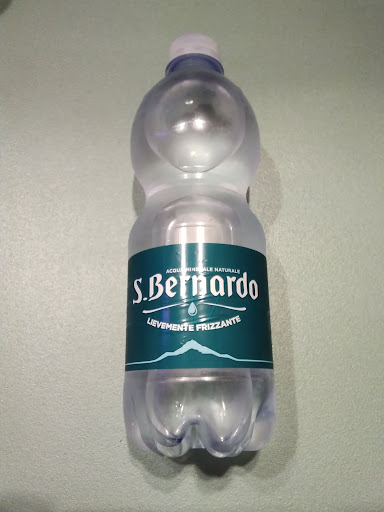 ACQUA MINERALE NATURALE
S.Bernardo
LIEVEMENTE FRIZZANTE